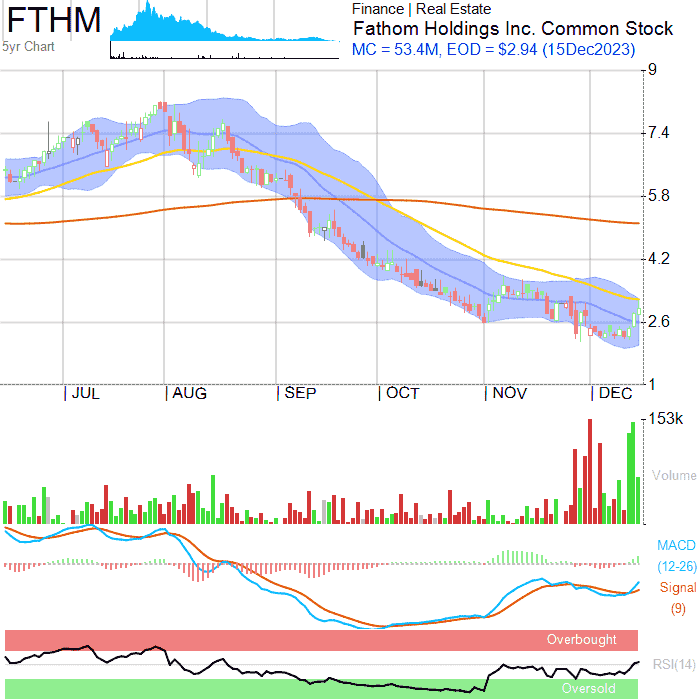 FTHM
5yr Chart
Finance | Real Estate
Fathom Holdings Inc. Common Stock
MC = 53.4M, EOD = $2.94 (15Dec2023)
9
7.4
5.8
4.2
2.6
1
JUL AUG SEP OCT NOV DEC
153k
Volume
MACD
(12-26)
Signal
(9)
Overbought
RSI(14)
Oversold